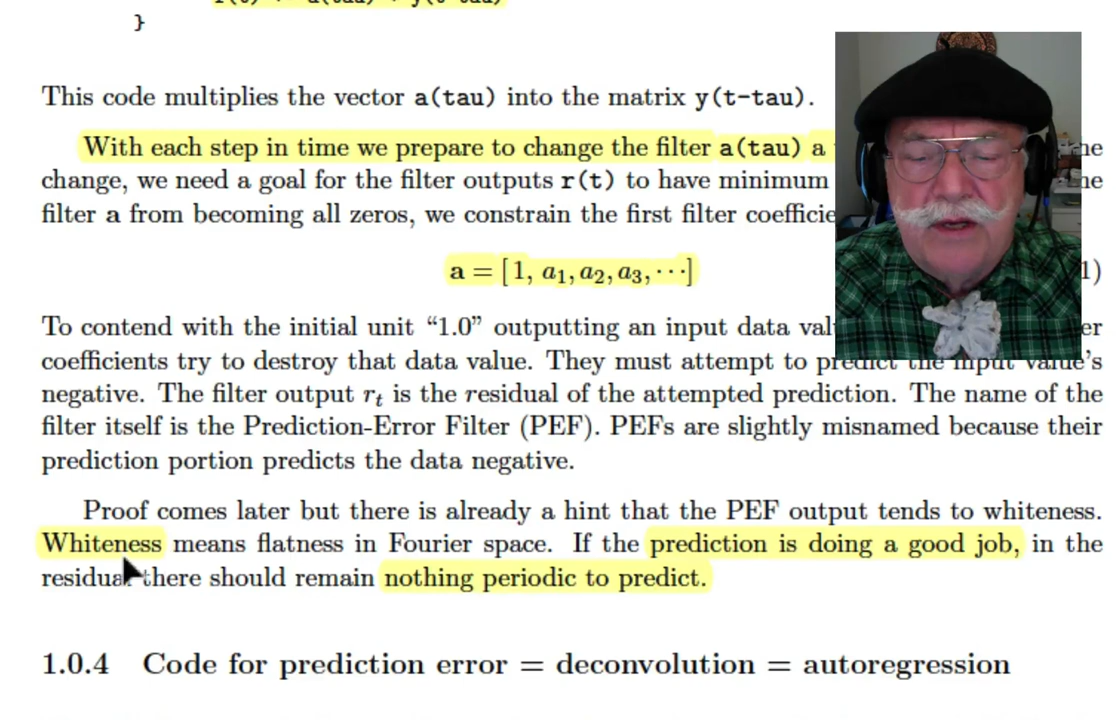 }
This code multiplies the vector a(tau) into the matrix y(t-tau).
With each step in time we prepare to change the filter a(tau) a
change, we need a goal for the filter outputs r(t) to have minimum
filter a from becoming all zeros, we constrain the first filter
a = [1, a₁, a₂, a₃, ⋯]
1)
To contend with the initial unit “1.0” outputting an input data
coefficients try to destroy that data value. They must attempt to predict the input value's
negative. The filter output rₜ is the residual of the attempted prediction. The name of the
filter itself is the Prediction-Error Filter (PEF). PEFs are slightly misnamed because their
prediction portion predicts the data negative.
Proof comes later but there is already a hint that the PEF output tends to whiteness.
Whiteness means flatness in Fourier space. If the prediction is doing a good job, in the
residual there should remain nothing periodic to predict.
1.0.4 Code for prediction error = deconvolution = autoregression